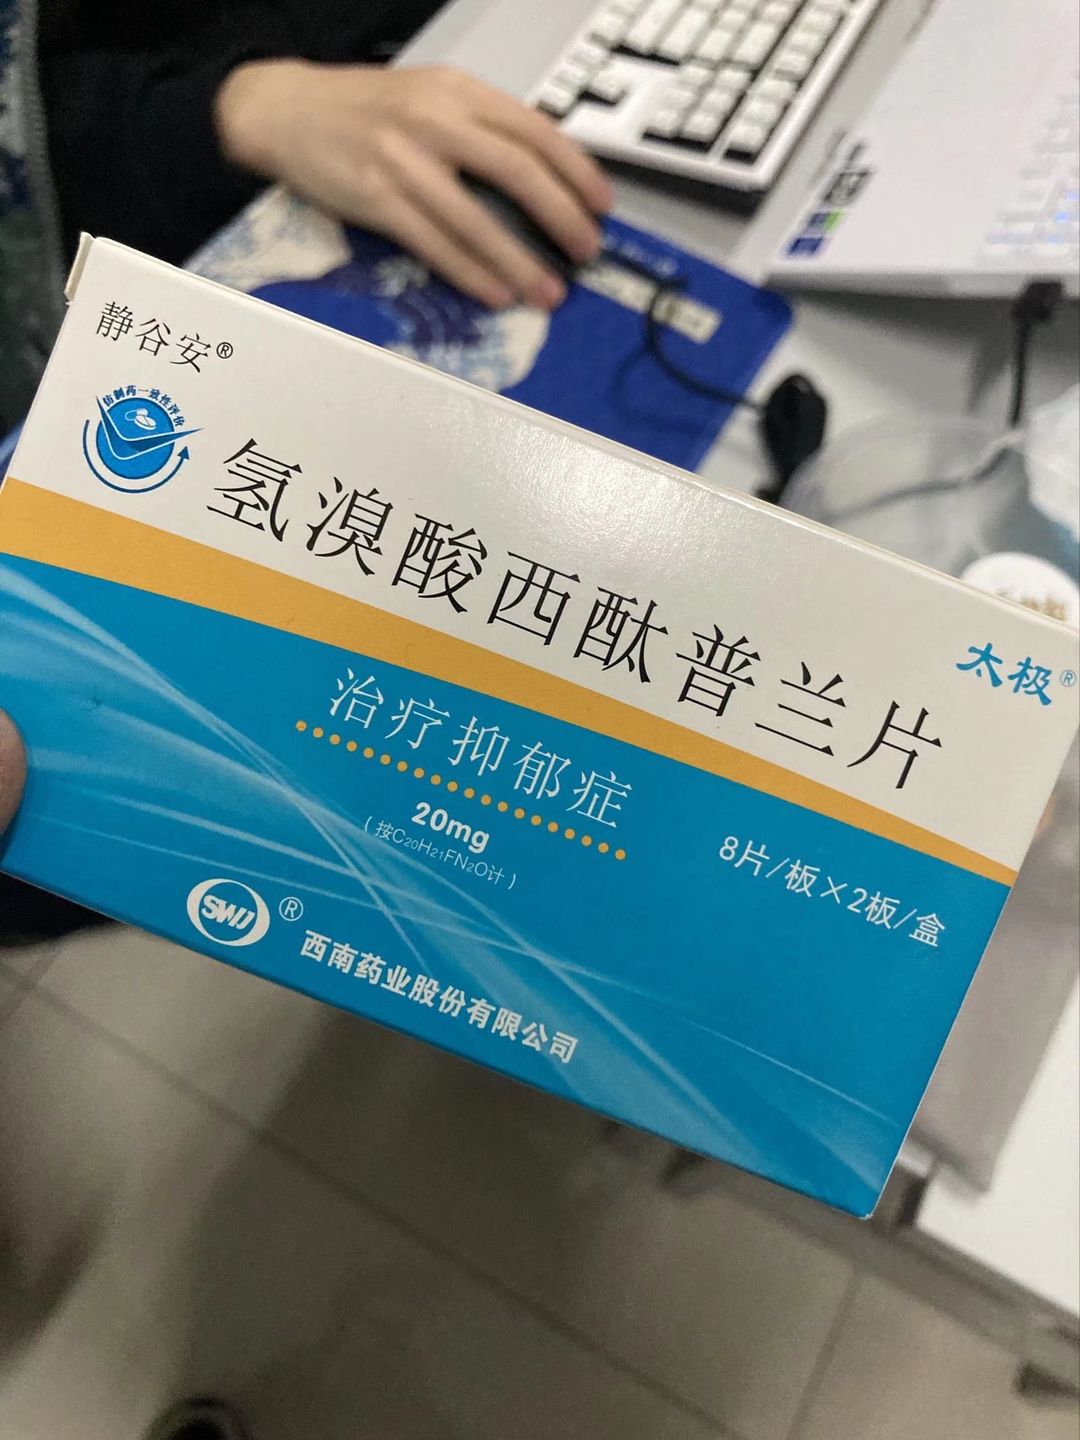 静谷安®
仿制药一致性评价
氢溴酸西酞普兰片
太极®
治疗抑郁症
20mg
(按C₂₀H₂₁FN₂O计)
8片/板×2板/盒
SWIJ®
西南药业股份有限公司